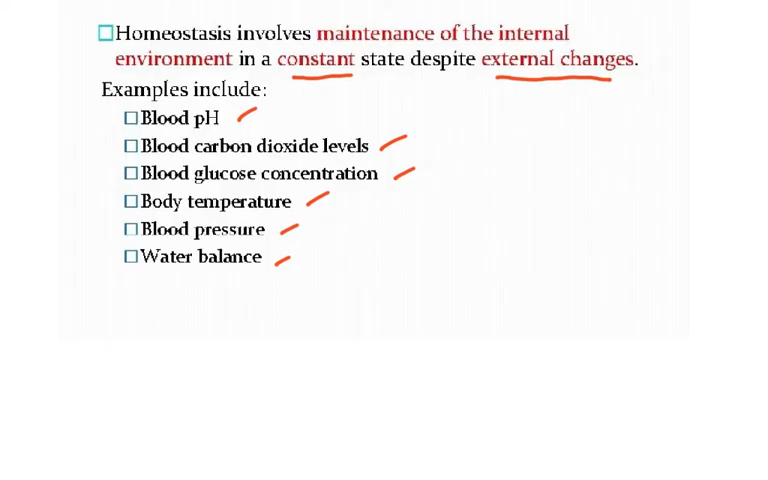 Homeostasis involves maintenance of the internal
environment in a constant state despite external changes.
Examples include:
Blood pH
Blood carbon dioxide levels
Blood glucose concentration
Body temperature
Blood pressure
Water balance